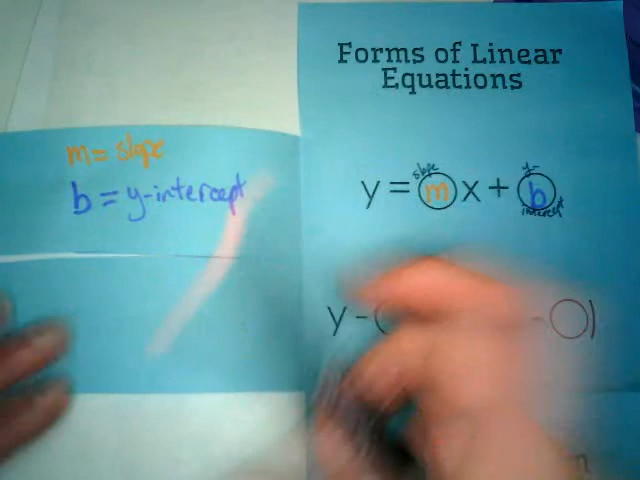 Forms of Linear
Equations
m = slope
b = y-intercept
slope
y-
y = m x + b
intercept
y -